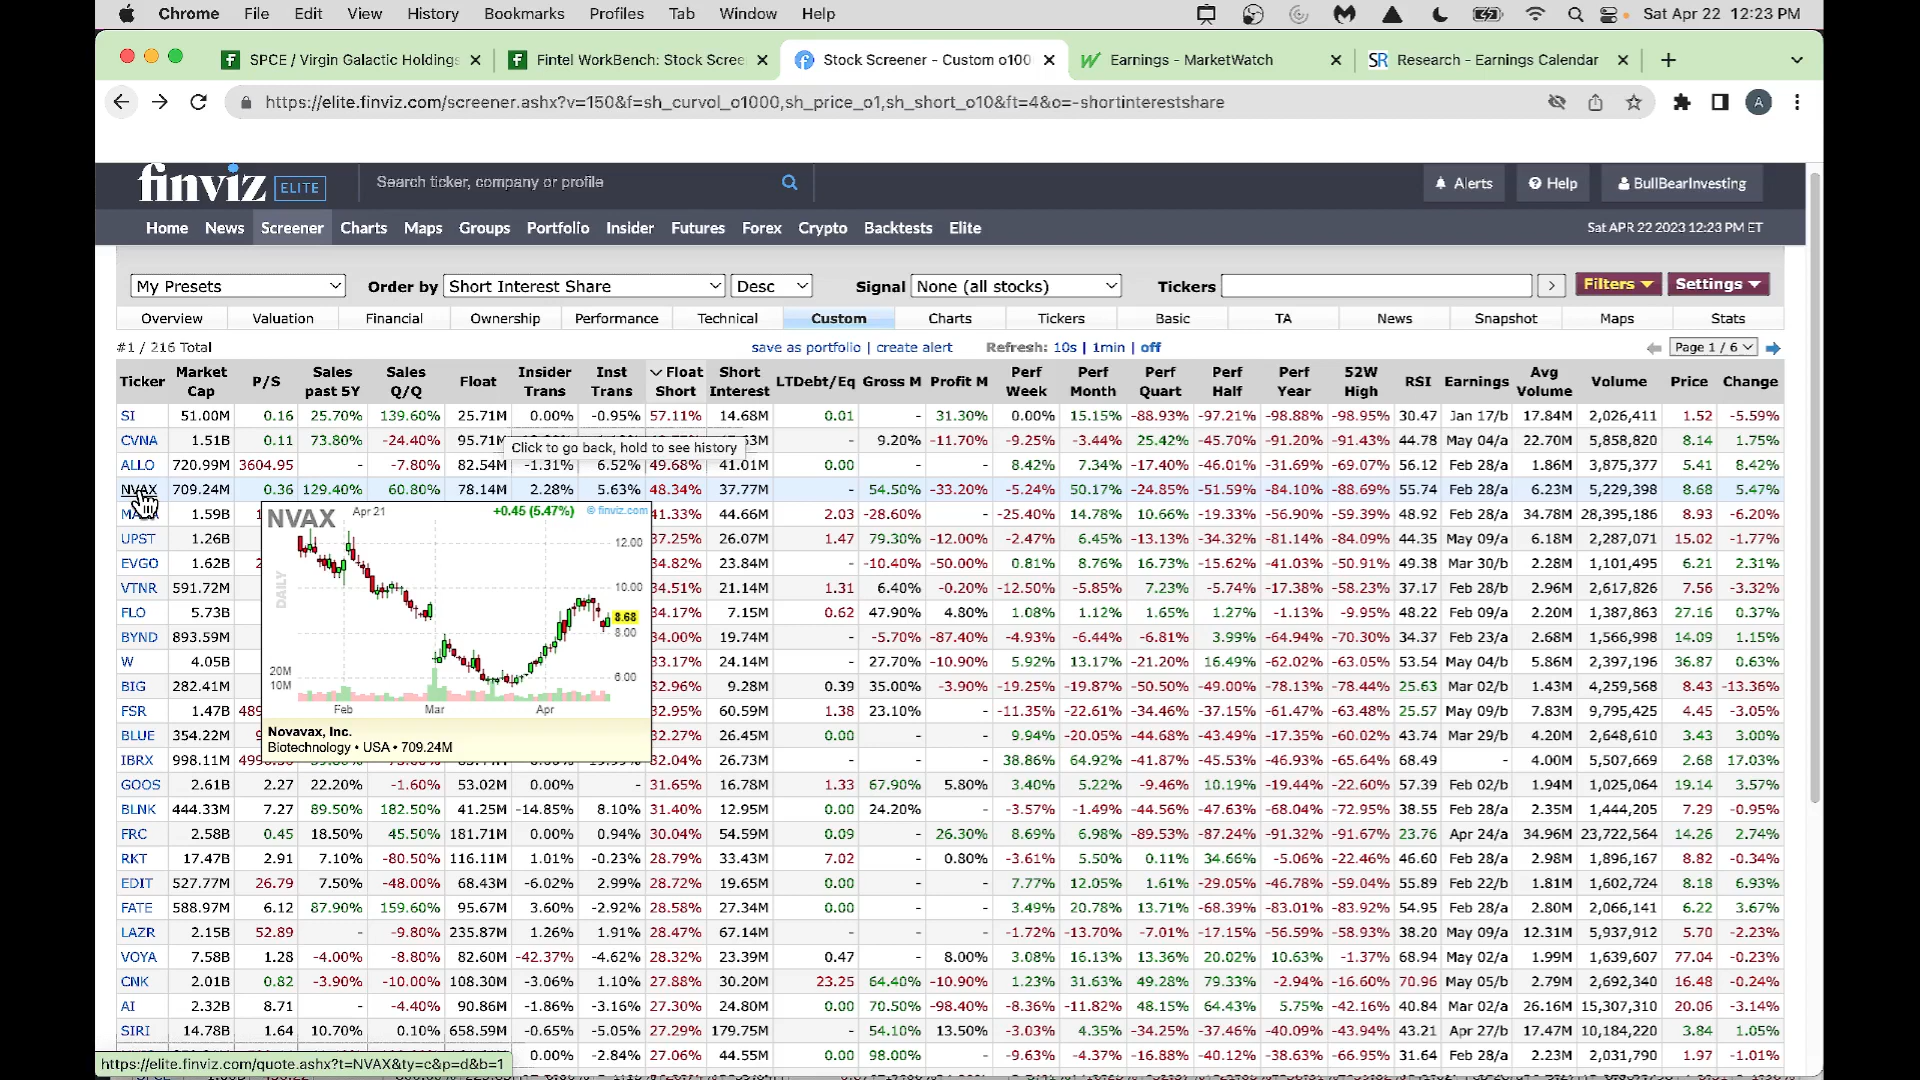 Chrome File Edit View History Bookmarks Profiles Tab Window Help Sat Apr 22 12:23 PM
SPCE / Virgin Galactic Holdings Fintel WorkBench: Stock Scree Stock Screener - Custom o100 Earnings - MarketWatch SR Research - Earnings Calendar
https://elite.finviz.com/screener.ashx?v=150&f=sh_curvol_o1000,sh_price_o1,sh_short_o10&ft=4&o=-shortinterestshare A
finviz ELITE Search ticker, company or profile Alerts Help BullBearInvesting
Home News Screener Charts Maps Groups Portfolio Insider Futures Forex Crypto Backtests Elite Sat APR 22 2023 12:23 PM ET
My Presets Order by Short Interest Share Desc Signal None (all stocks) Tickers > Filters Settings
Overview Valuation Financial Ownership Performance Technical Custom Charts Tickers Basic TA News Snapshot Maps Stats
#1 / 216 Total save as portfolio | create alert Refresh: 10s | 1min | off Page 1 / 6
Ticker Market Cap P/S Sales past 5Y Sales Q/Q Float Insider Trans Inst Trans Float Short Short Interest LTDebt/Eq Gross M Profit M Perf Week Perf Month Perf Quart Perf Half Perf Year 52W High RSI Earnings Avg Volume Volume Price Change
SI 51.00M 0.16 25.70% 139.60% 25.71M 0.00% -0.95% 57.11% 14.68M 0.01 - 31.30% 0.00% 15.15% -88.93% -97.21% -98.88% -98.95% 30.47 Jan 17/b 17.84M 2,026,411 1.52 -5.59%
CVNA 1.51B 0.11 73.80% -24.40% 95.71M - 9.20% -11.70% -9.25% -3.44% 25.42% -45.70% -91.20% -91.43% 44.78 May 04/a 22.70M 5,858,820 8.14 1.75%
Click to go back, hold to see history
ALLO 720.99M 3604.95 - -7.80% 82.54M -1.31% 6.52% 49.68% 41.01M 0.00 - - 8.42% 7.34% -17.40% -46.01% -31.69% -69.07% 56.12 Feb 28/a 1.86M 3,875,377 5.41 8.42%
NVAX 709.24M 0.36 129.40% 60.80% 78.14M 2.28% 5.63% 48.34% 37.77M - 54.50% -33.20% -5.24% 50.17% -24.85% -51.59% -84.10% -88.69% 55.74 Feb 28/a 6.23M 5,229,398 8.68 5.47%
1.59B 41.33% 44.66M 2.03 -28.60% - -25.40% 14.78% 10.66% -19.33% -56.90% -59.39% 48.92 Feb 28/a 34.78M 28,395,186 8.93 -6.20%
UPST 1.26B 37.25% 26.07M 1.47 79.30% -12.00% -2.47% 6.45% -13.13% -34.32% -81.14% -84.09% 44.35 May 09/a 6.18M 2,287,071 15.02 -1.77%
EVGO 1.62B 34.82% 23.84M - -10.40% -50.00% 0.81% 8.76% 16.73% -15.62% -41.03% -50.91% 49.38 Mar 30/b 2.28M 1,101,495 6.21 2.31%
VTNR 591.72M 34.51% 21.14M 1.31 6.40% -0.20% -12.50% -5.85% 7.23% -5.74% -17.38% -58.23% 37.17 Feb 28/b 2.96M 2,617,826 7.56 -3.32%
FLO 5.73B 34.17% 7.15M 0.62 47.90% 4.80% 1.08% 1.12% 1.65% 1.27% -1.13% -9.95% 48.22 Feb 09/a 2.20M 1,387,863 27.16 0.37%
BYND 893.59M 34.00% 19.74M - -5.70% -87.40% -4.93% -6.44% -6.81% 3.99% -64.94% -70.30% 34.37 Feb 23/a 2.68M 1,566,998 14.09 1.15%
W 4.05B 33.17% 24.14M - 27.70% -10.90% 5.92% 13.17% -21.20% 16.49% -62.02% -63.05% 53.54 May 04/b 5.86M 2,397,196 36.87 0.63%
BIG 282.41M 32.96% 9.28M 0.39 35.00% -3.90% -19.25% -19.87% -50.50% -49.00% -78.13% -78.44% 25.63 Mar 02/b 1.43M 4,259,568 8.43 -13.36%
FSR 1.47B 32.95% 60.59M 1.38 23.10% - -11.35% -22.61% -34.46% -37.15% -61.47% -63.48% 25.57 May 09/b 7.83M 9,795,425 4.45 -3.05%
BLUE 354.22M 32.27% 26.45M 0.00 - - 9.94% -20.05% -44.68% -43.49% -17.35% -60.02% 43.74 Mar 29/b 4.20M 2,648,610 3.43 3.00%
IBRX 998.11M 32.04% 26.73M - - 38.86% 64.92% -41.87% -45.53% -46.93% -65.64% 68.49 - 4.00M 5,507,669 2.68 17.03%
NVAX Apr 21 +0.45 (5.47%) © finviz.com
DAILY
12.00
10.00
8.68
8.00
6.00
20M
10M
Feb Mar Apr
Novavax, Inc.
Biotechnology • USA • 709.24M
GOOS 2.61B 2.27 22.20% -1.60% 53.02M 0.00% - 31.65% 16.78M 1.33 67.90% 5.80% 3.40% 5.22% -9.46% 10.19% -19.44% -22.60% 57.39 Feb 02/b 1.94M 1,025,064 19.14 3.57%
BLNK 444.33M 7.27 89.50% 182.50% 41.25M -14.85% 8.10% 31.40% 12.95M 0.00 24.20% - -3.57% -1.49% -44.56% -47.63% -68.04% -72.95% 38.55 Feb 28/a 2.35M 1,444,205 7.29 -0.95%
FRC 2.58B 0.45 18.50% 45.50% 181.71M 0.00% 0.94% 30.04% 54.59M 0.09 - 26.30% 8.69% 6.98% -89.53% -87.24% -91.32% -91.67% 23.76 Apr 24/a 34.96M 23,722,564 14.26 2.74%
RKT 17.47B 2.91 7.10% -80.50% 116.11M 1.01% -0.23% 28.79% 33.43M 7.02 - 0.80% -3.61% 5.50% 0.11% 34.66% -5.06% -22.46% 46.60 Feb 28/a 2.98M 1,896,167 8.82 -0.34%
EDIT 527.77M 26.79 7.50% -48.00% 68.43M -6.02% 2.99% 28.72% 19.65M 0.00 - - 7.77% 12.05% 1.61% -29.05% -46.78% -59.04% 55.89 Feb 22/b 1.81M 1,602,724 8.18 6.93%
FATE 588.97M 6.12 87.90% 159.60% 95.67M 3.60% -2.92% 28.58% 27.34M 0.00 - - 3.49% 20.78% 13.71% -68.39% -83.01% -83.92% 54.95 Feb 28/a 2.80M 2,066,141 6.22 3.67%
LAZR 2.15B 52.89 - -9.80% 235.87M 1.26% 1.91% 28.47% 67.14M - - - -1.72% -13.70% -7.01% -17.15% -56.59% -58.93% 38.20 May 09/a 12.31M 5,937,912 5.70 -2.23%
VOYA 7.58B 1.28 -4.00% -8.80% 82.60M -42.37% -4.62% 28.32% 23.39M 0.47 - 8.00% 3.08% 16.13% 13.36% 20.02% 10.63% -1.37% 68.94 May 02/a 1.99M 1,639,607 77.04 -0.23%
CNK 2.01B 0.82 -3.90% -10.00% 108.30M -3.06% 1.10% 27.88% 30.20M 23.25 64.40% -10.90% 1.23% 31.63% 49.28% 79.33% -2.94% -16.60% 70.96 May 05/b 2.79M 2,692,340 16.48 -0.24%
AI 2.32B 8.71 - -4.40% 90.86M -1.86% -3.16% 27.30% 24.80M 0.00 70.50% -98.40% -8.36% -11.82% 48.15% 64.43% 5.75% -42.16% 40.84 Mar 02/a 26.16M 15,307,310 20.06 -3.14%
SIRI 14.78B 1.64 10.70% 0.10% 658.59M -0.65% -5.05% 27.29% 179.75M - 54.10% 13.50% -3.03% 4.35% -34.25% -37.46% -40.09% -43.94% 43.21 Apr 27/b 17.47M 10,184,220 3.84 1.05%
0.00% -2.84% 27.06% 44.55M 0.00 98.00% - -9.63% -4.37% -16.88% -40.12% -38.63% -66.95% 31.64 Feb 28/a 2.23M 2,031,790 1.97 -1.01%
https://elite.finviz.com/quote.ashx?t=NVAX&ty=c&p=d&b=1